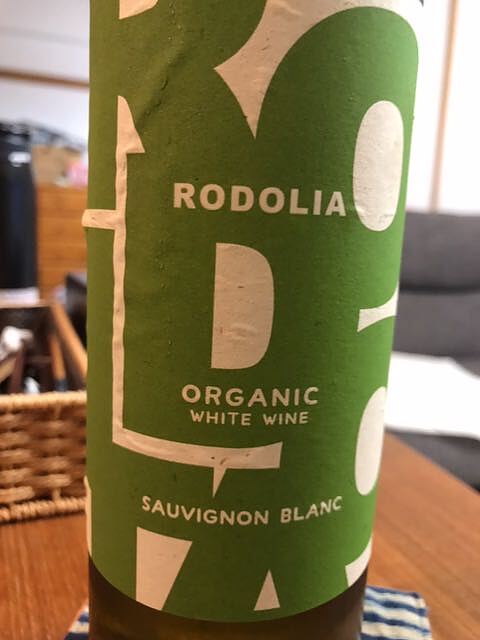 RODOLIA
D
ORGANIC
WHITE WINE
SAUVIGNON BLANC